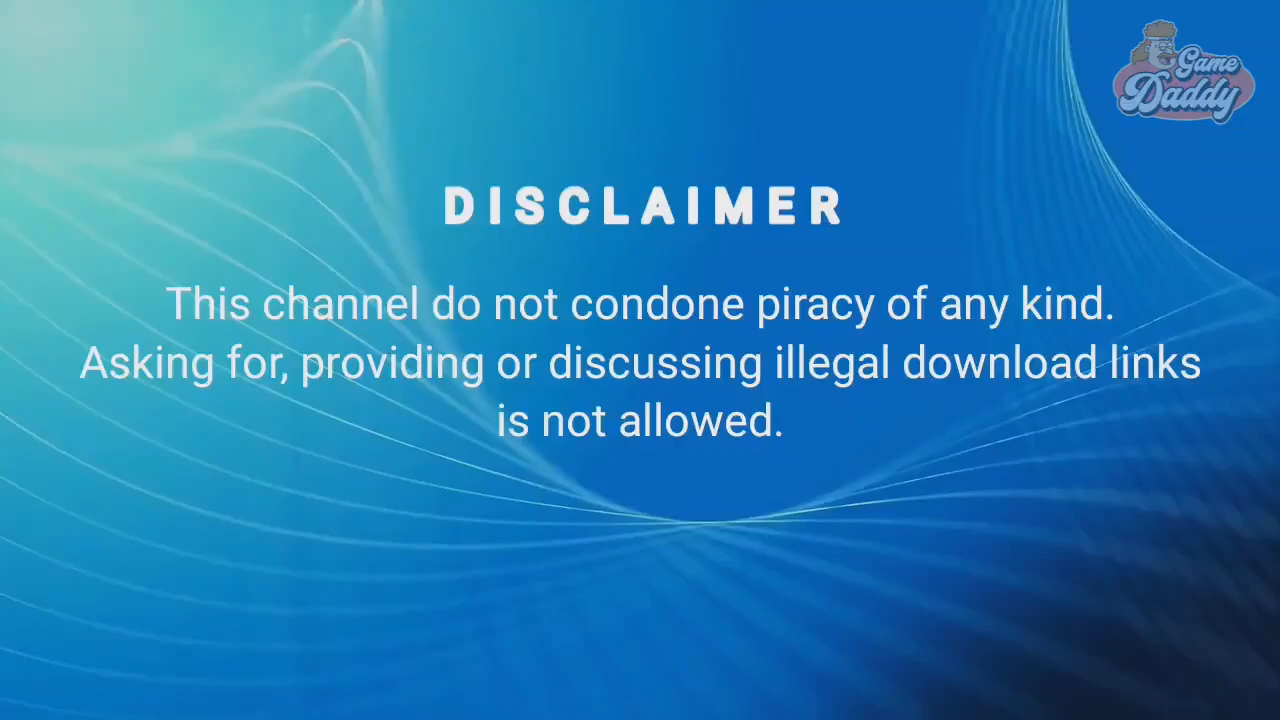 Game
Daddy
DISCLAIMER
This channel do not condone piracy of any kind.
Asking for, providing or discussing illegal download links
is not allowed.